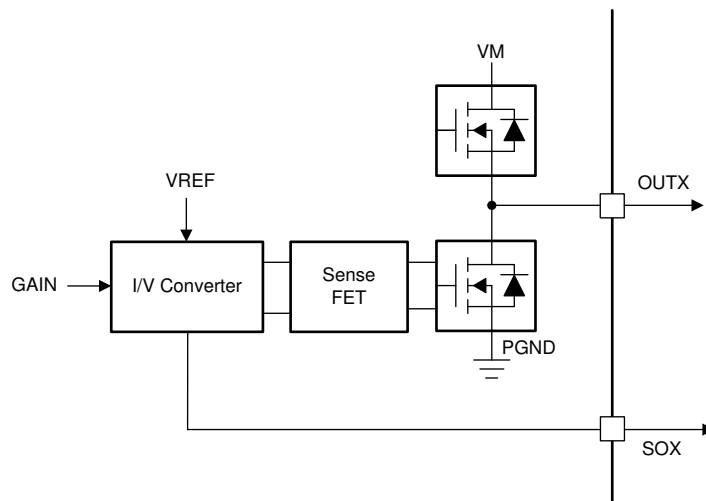 VM
VREF
OUTX
GAIN
I/V Converter
Sense
FET
PGND
SOX